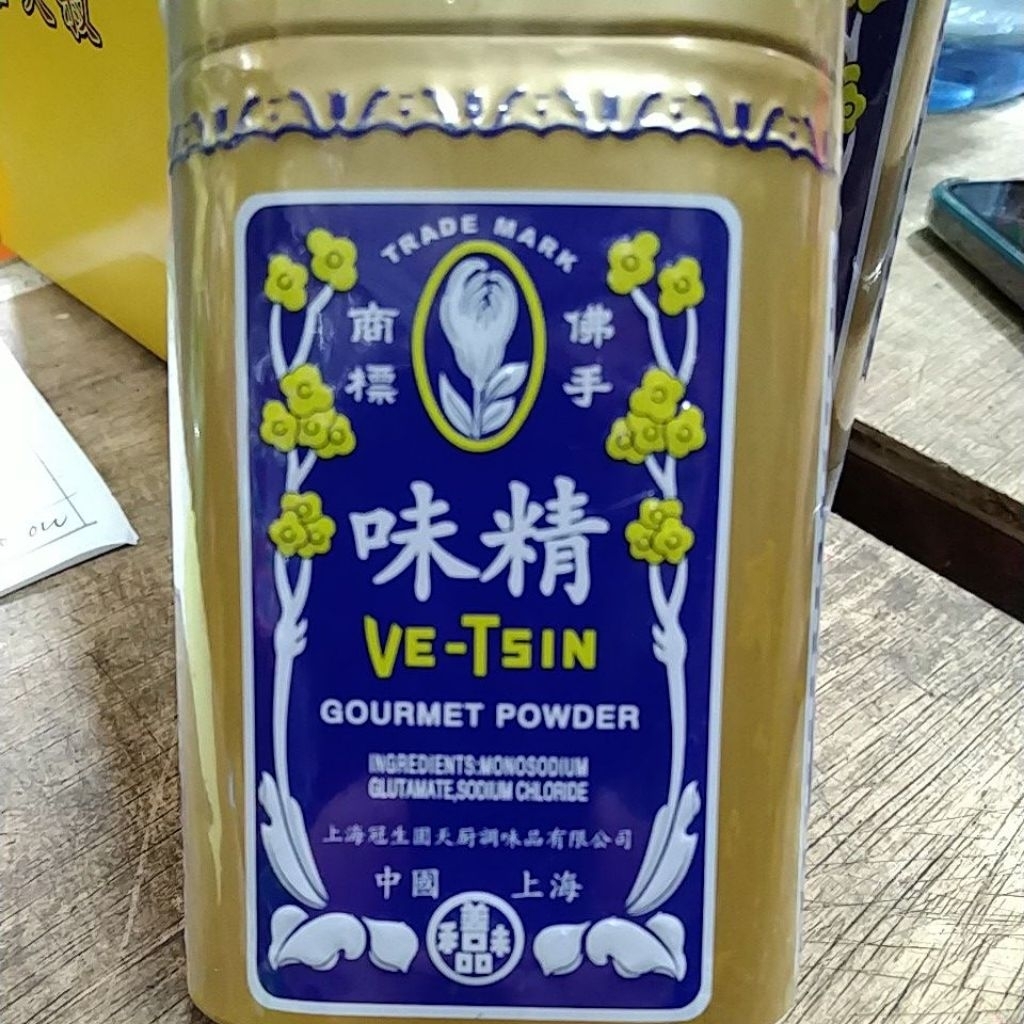 TRADE MARK
商標
佛手
味精
VE-TSIN
GOURMET POWDER
INGREDIENTS:MONOSODIUM
GLUTAMATE,SODIUM CHLORIDE
上海冠生園天厨調味品有限公司
中國 上海
ow